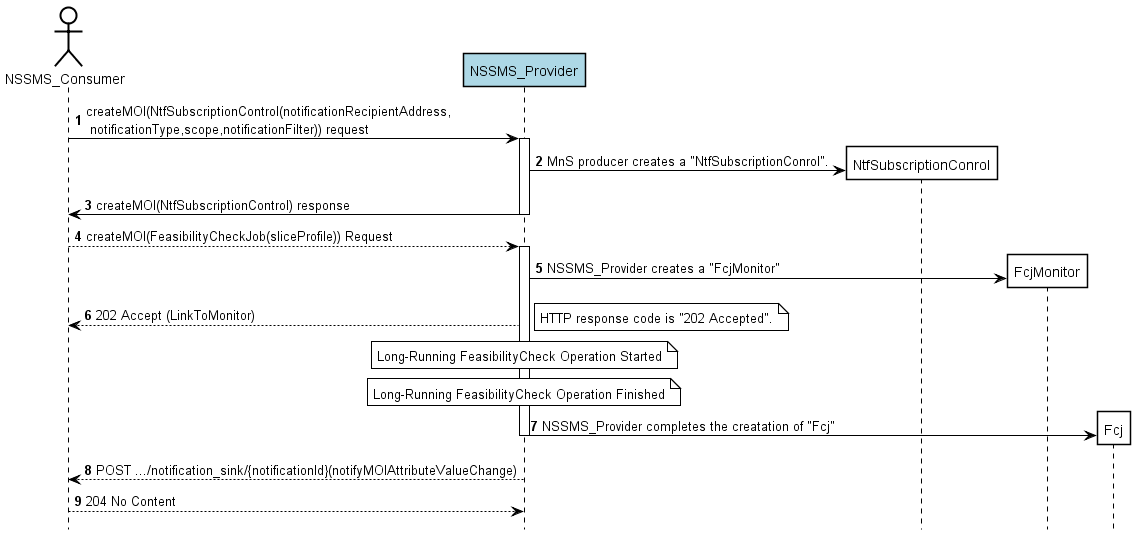 NSSMS_Consumer
NSSMS_Provider
1 createMOI(NtfSubscriptionControl(notificationRecipientAddress,
notificationType,scope,notificationFilter)) request
2 MnS producer creates a "NtfSubscriptionConrol".
NtfSubscriptionConrol
3 createMOI(NtfSubscriptionControl) response
4 createMOI(FeasibilityCheckJob(sliceProfile)) Request
5 NSSMS_Provider creates a "FcjMonitor"
FcjMonitor
6 202 Accept (LinkToMonitor)
HTTP response code is "202 Accepted".
Long-Running FeasibilityCheck Operation Started
Long-Running FeasibilityCheck Operation Finished
7 NSSMS_Provider completes the creatation of "Fcj"
Fcj
8 POST .../notification_sink/{notificationId}(notifyMOIAttributeValueChange)
9 204 No Content